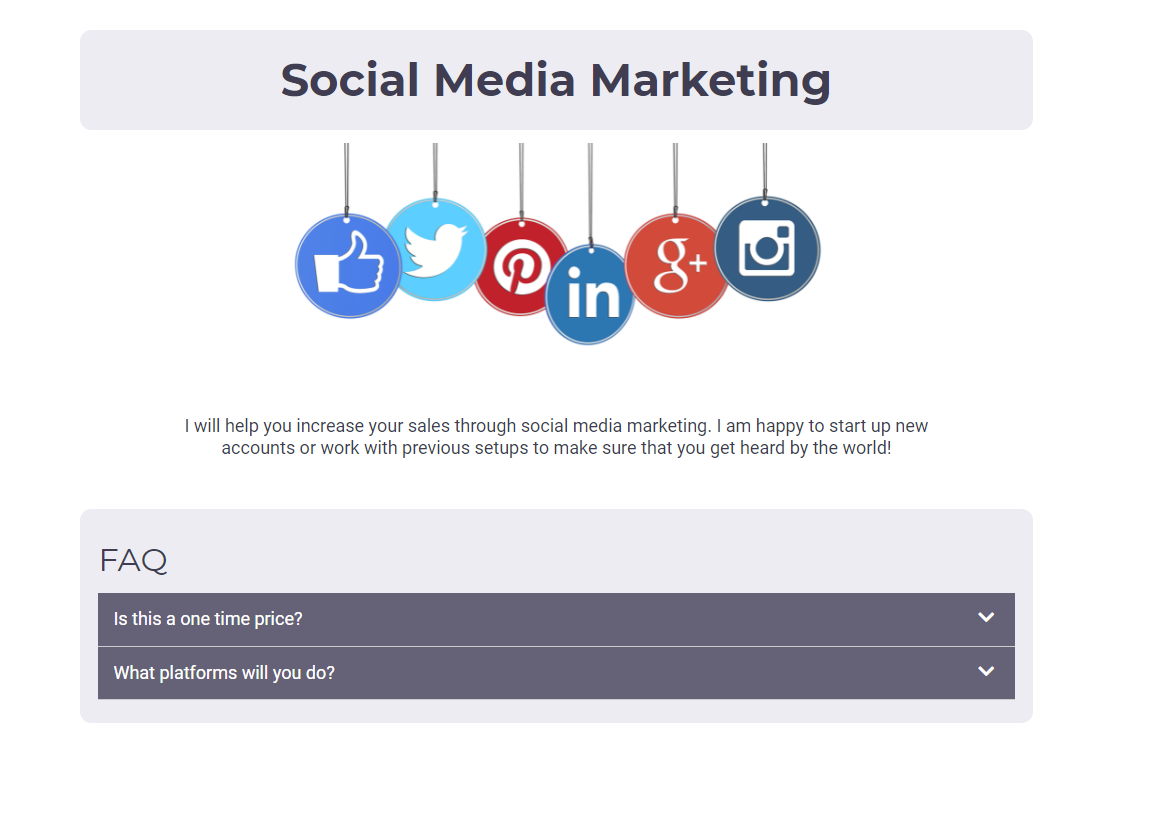 Social Media Marketing
in
g+
I will help you increase your sales through social media marketing. I am happy to start up new
accounts or work with previous setups to make sure that you get heard by the world!
FAQ
Is this a one time price?
What platforms will you do?